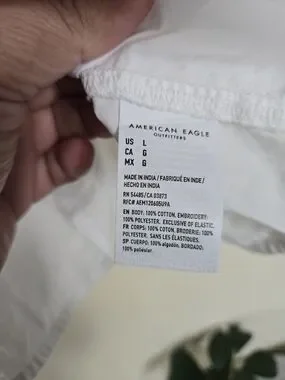 AMERICAN EAGLE
OUTFITTERS
US L
CA G
MX G
MADE IN INDIA / FABRIQUÉ EN INDE /
HECHO EN INDIA
RN 54485 / CA 03873
RFC# AEM120605U9A
EN: BODY: 100% COTTON, EMBROIDERY:
100% POLYESTER. EXCLUSIVE OF ELASTIC.
FR: CORPS: 100% COTON, BRODERIE: 100%
POLYESTER. SANS LES ÉLASTIQUES.
SP: CUERPO: 100% algodón, BORDADO:
100% poliéster